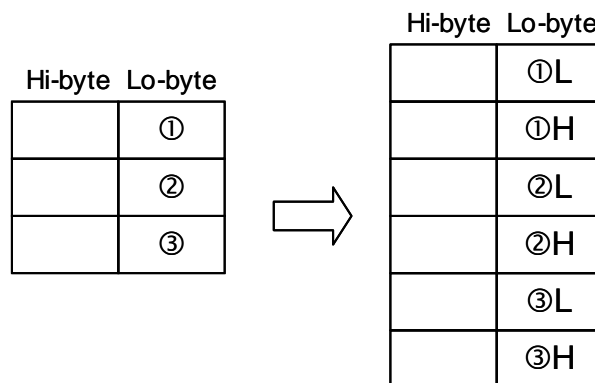 Hi-byte Lo-byte
①
②
③
Hi-byte Lo-byte
①L
①H
②L
②H
③L
③H